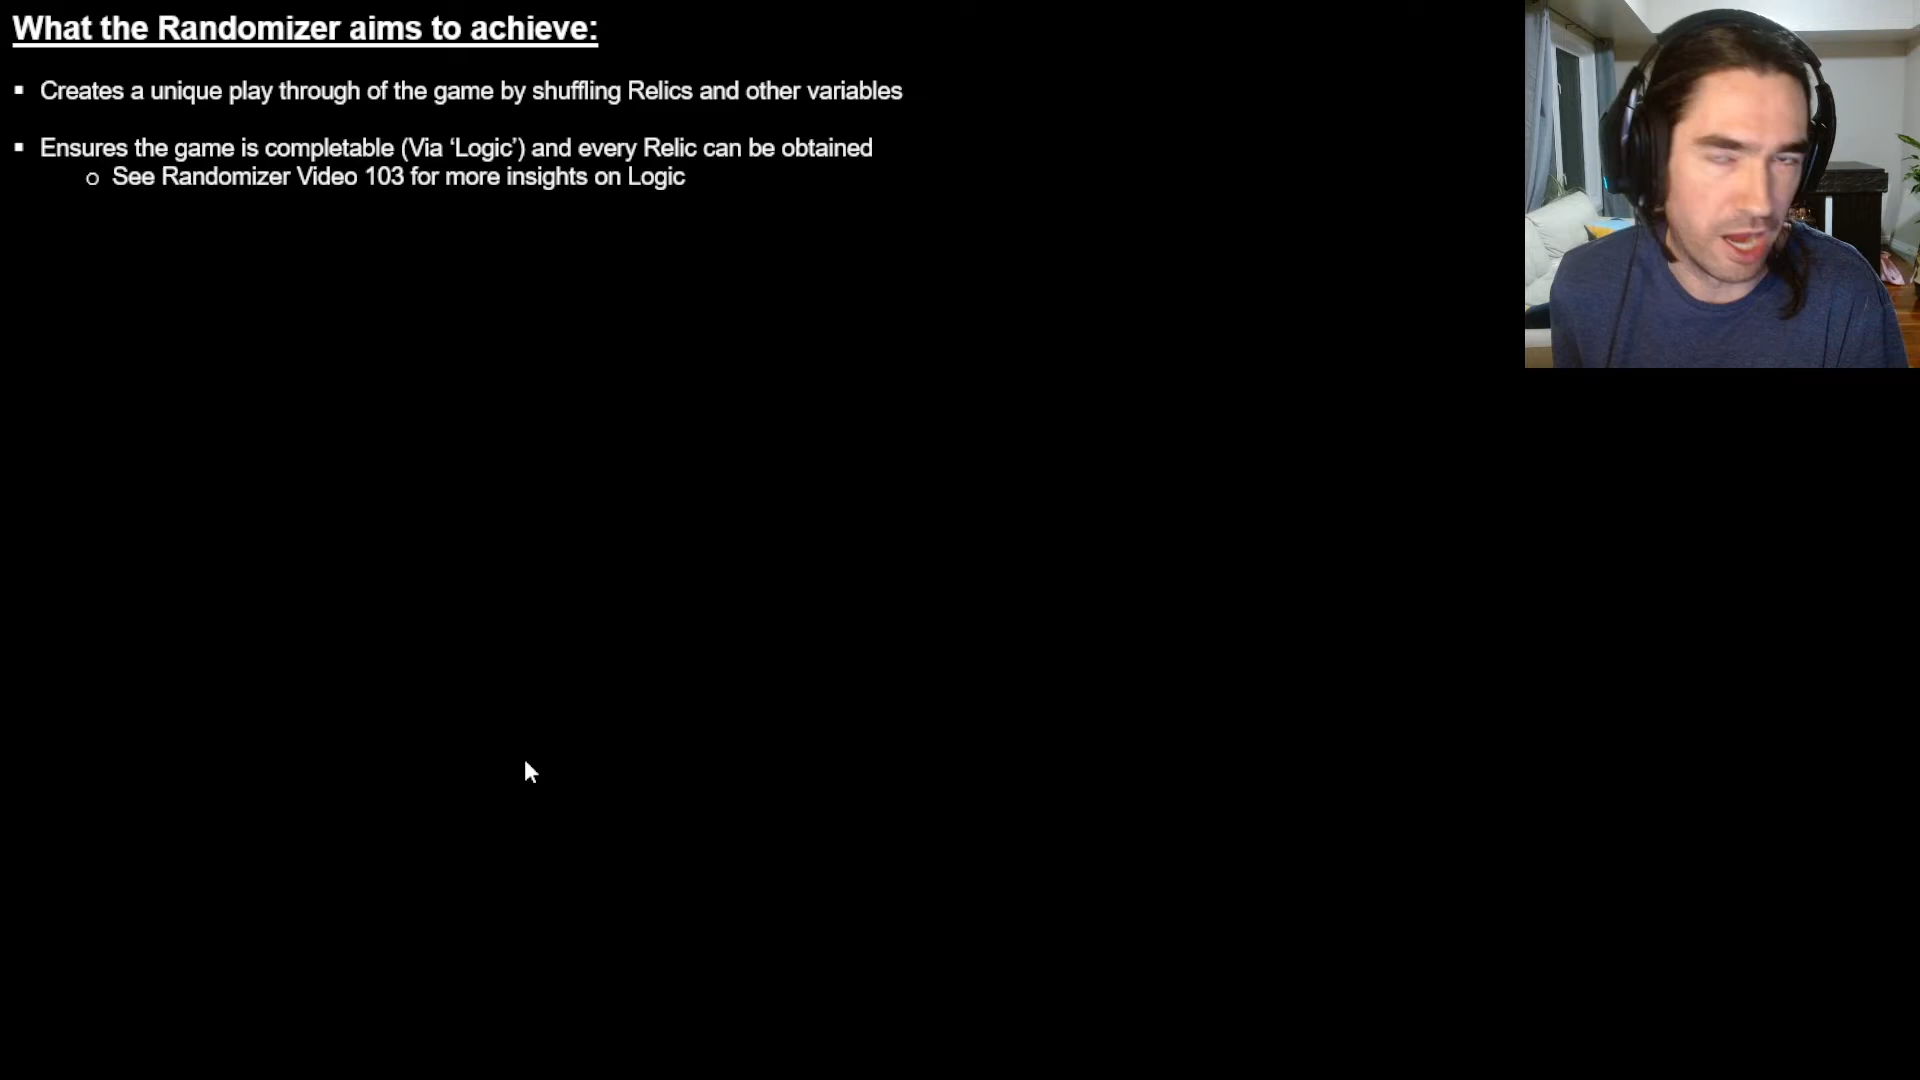 What the Randomizer aims to achieve:
▪ Creates a unique play through of the game by shuffling Relics and other variables
▪ Ensures the game is completable (Via ‘Logic’) and every Relic can be obtained
o See Randomizer Video 103 for more insights on Logic